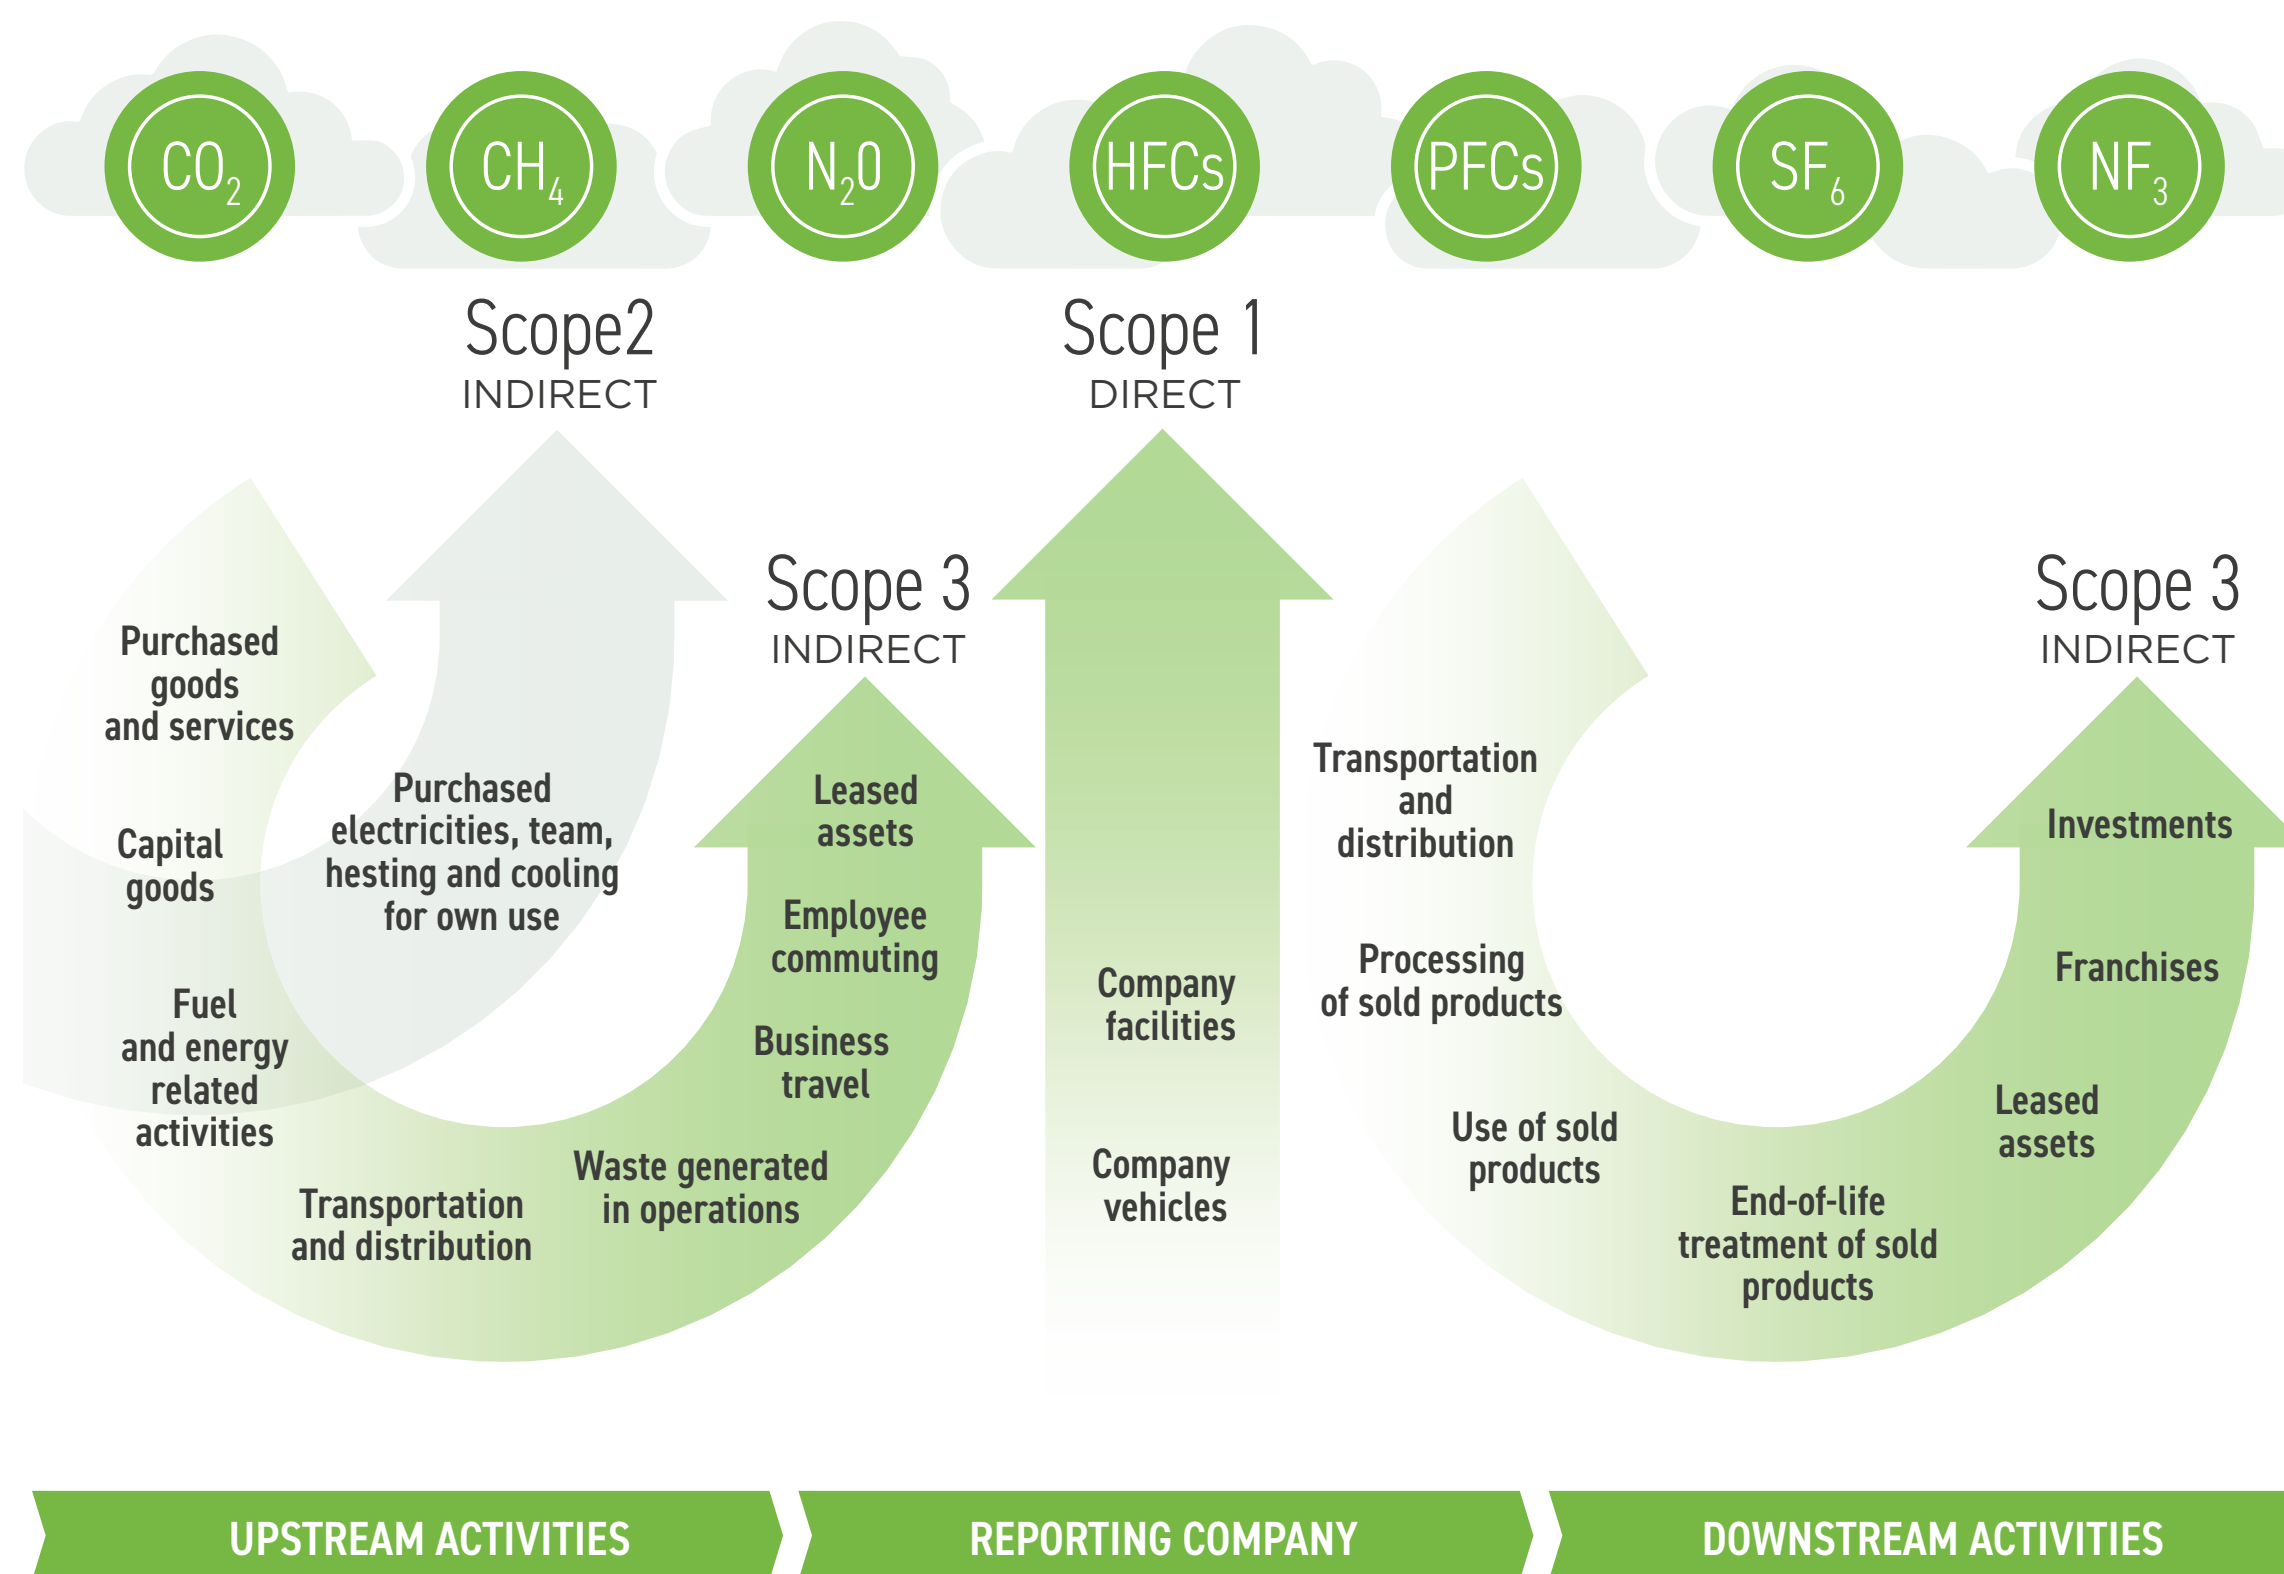 CO2
CH4
N2O
HFCs
PFCs
SF6
NF3
Scope2
INDIRECT
Scope 1
DIRECT
Scope 3
INDIRECT
Scope 3
INDIRECT
Purchased
goods
and services
Capital
goods
Fuel
and energy
related
activities
Transportation
and distribution
Waste generated
in operations
Business
travel
Employee
commuting
Leased
assets
Purchased
electricities, team,
hesting and cooling
for own use
Company
facilities
Company
vehicles
Transportation
and
distribution
Processing
of sold products
Use of sold
products
End-of-life
treatment of sold
products
Leased
assets
Franchises
Investments
UPSTREAM ACTIVITIES
REPORTING COMPANY
DOWNSTREAM ACTIVITIES